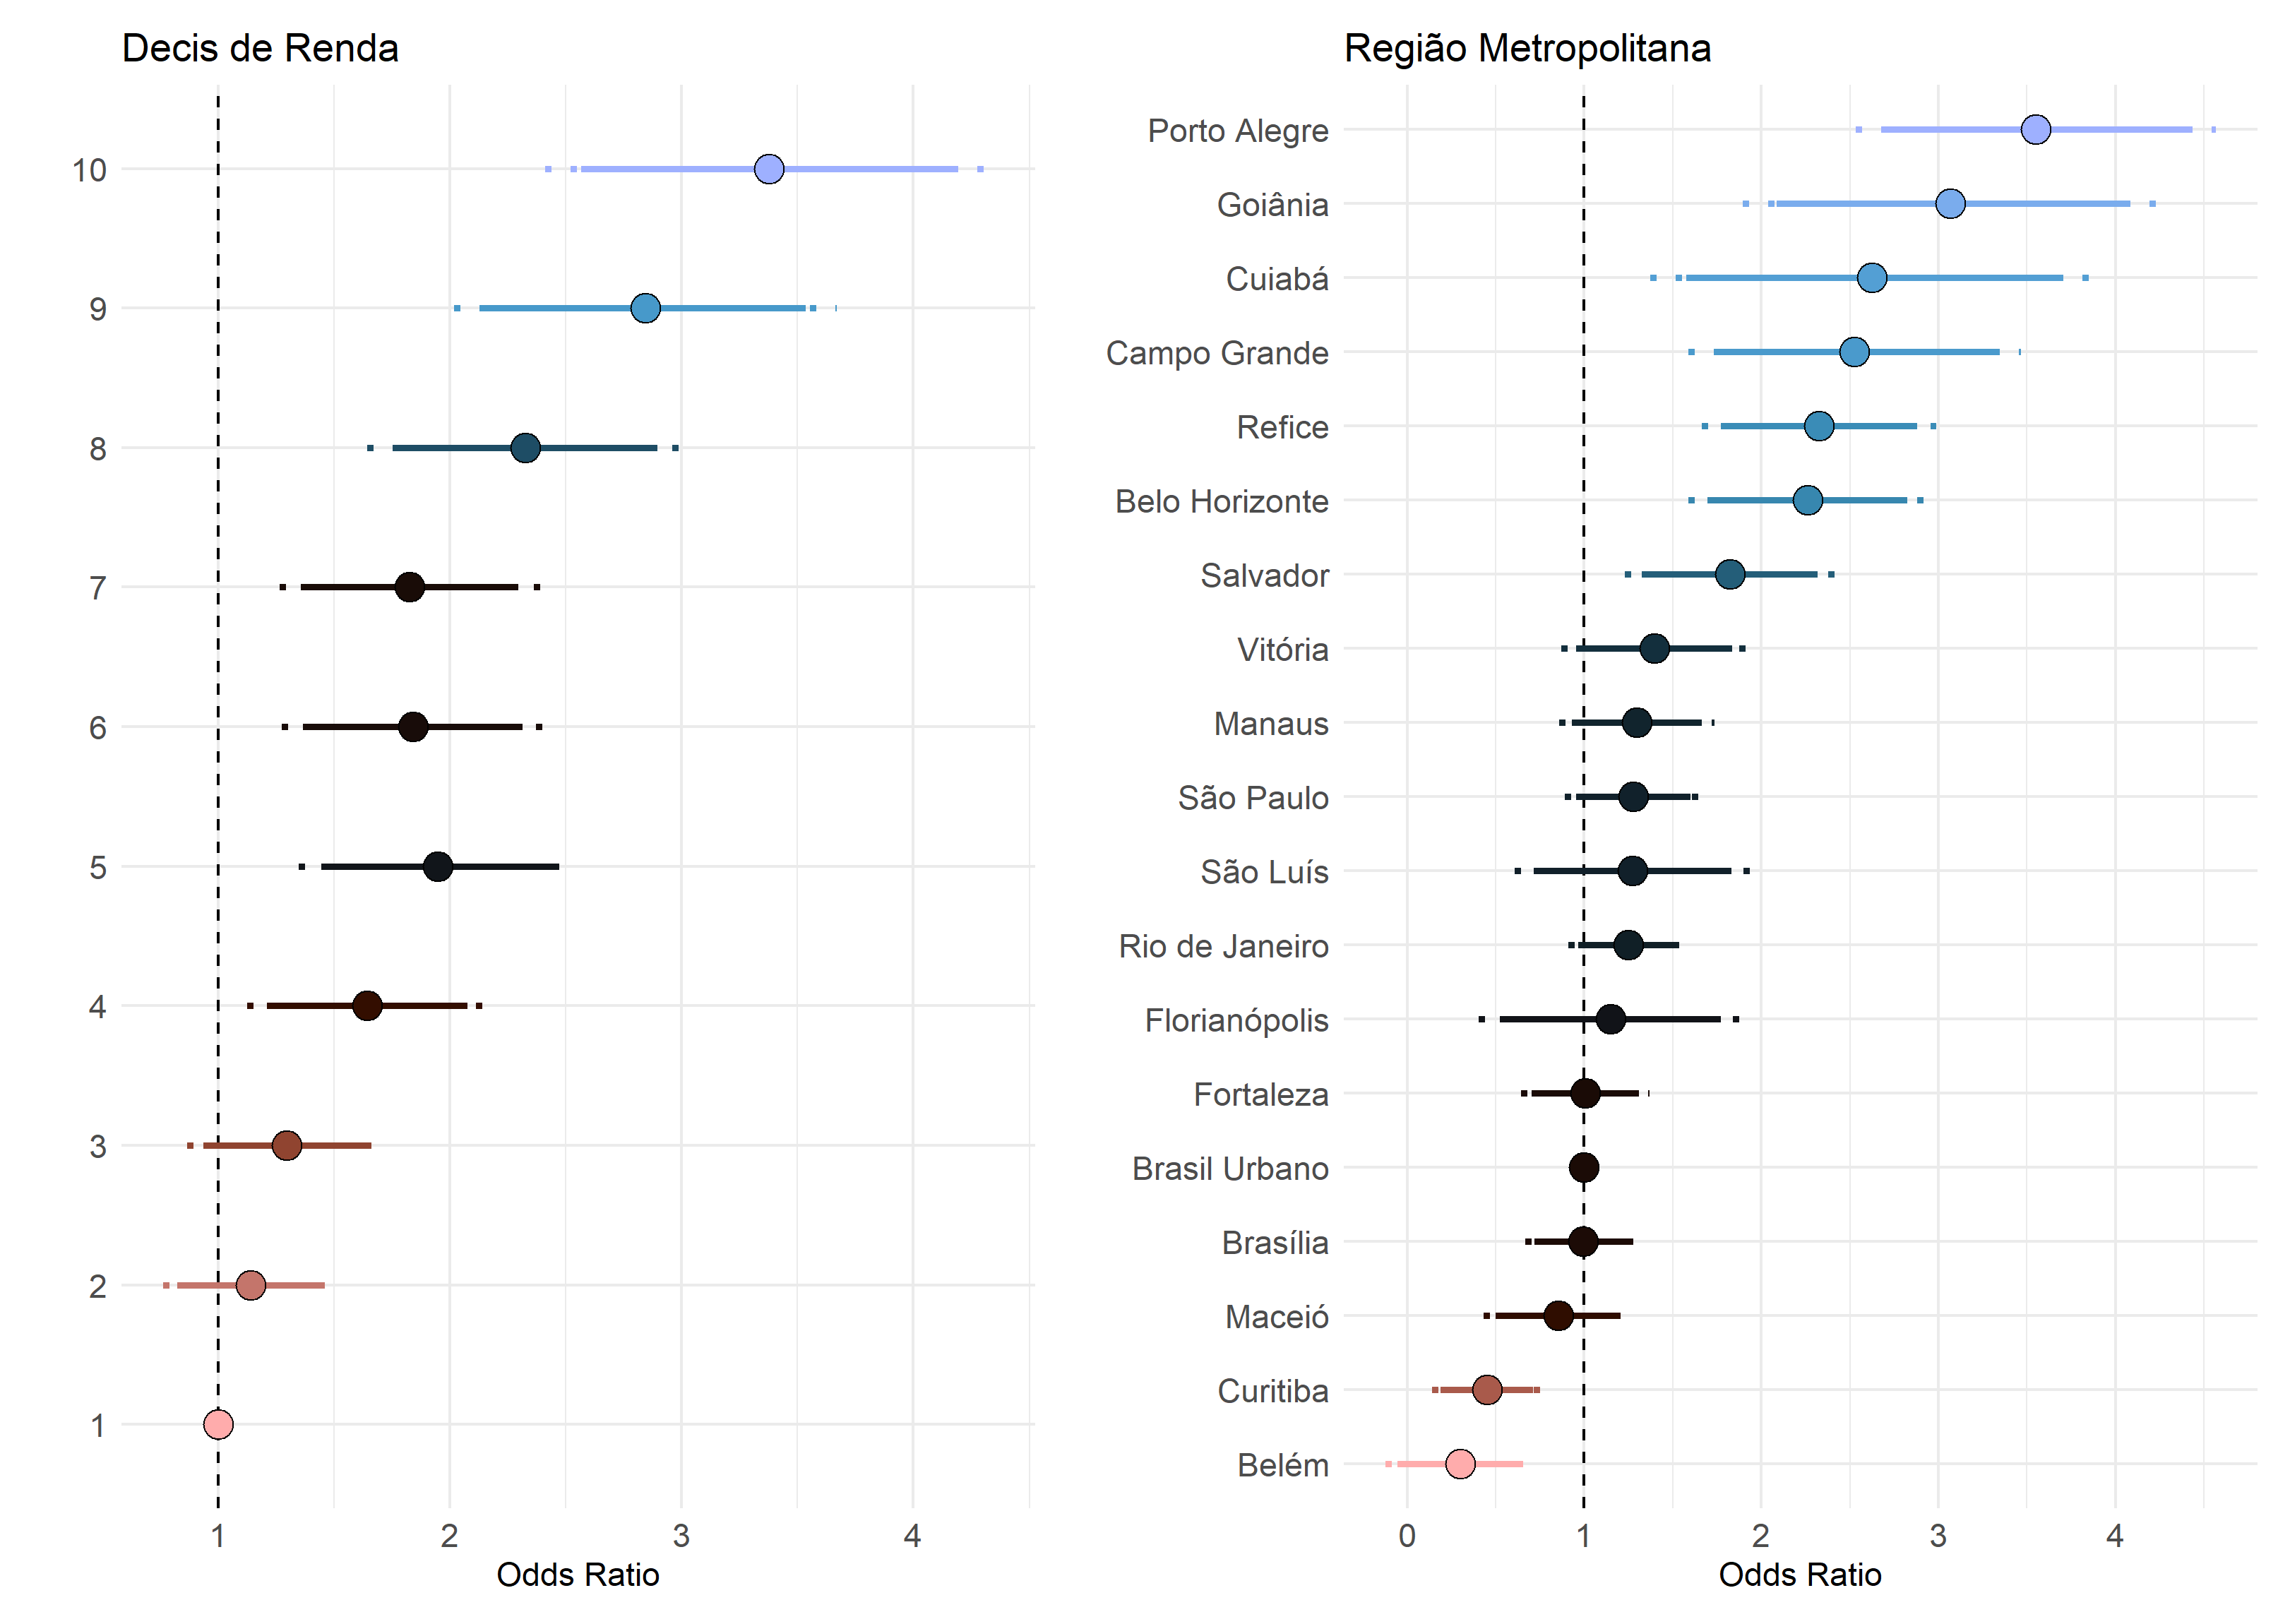 Decis de Renda
10
9
8
7
6
5
4
3
2
1
1 2 3 4
Odds Ratio
Região Metropolitana
Porto Alegre
Goiânia
Cuiabá
Campo Grande
Refice
Belo Horizonte
Salvador
Vitória
Manaus
São Paulo
São Luís
Rio de Janeiro
Florianópolis
Fortaleza
Brasil Urbano
Brasília
Maceió
Curitiba
Belém
0 1 2 3 4
Odds Ratio